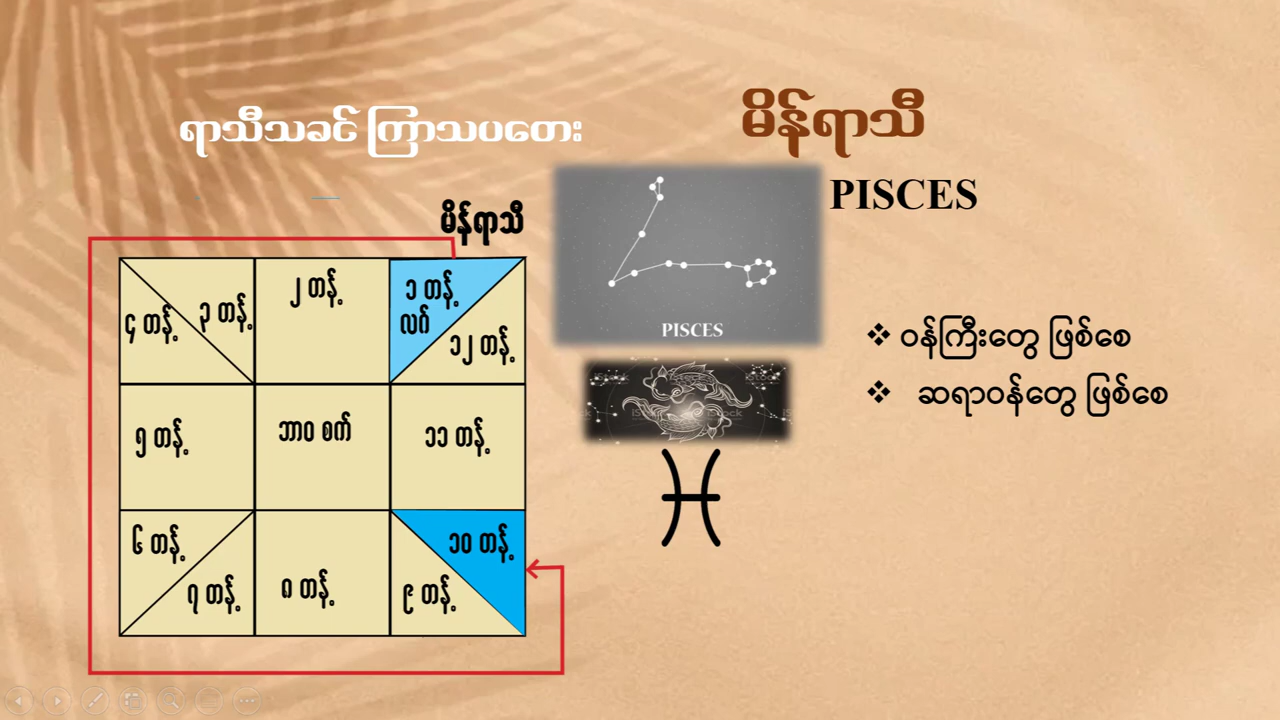 ရာသီသခင် ကြာသပတေး
မိန်ရာသီ
PISCES
မိန်ရာသီ
၄ တန့်
၃ တန့်
၂ တန့်
၁ တန့်
လဂ်
၁၂ တန့်
၅ တန့်
ဘာဝ စက်
၁၁ တန့်
၆ တန့်
၇ တန့်
၈ တန့်
၉ တန့်
၁၀ တန့်
PISCES
iStock
❖ ဝန်ကြီးတွေ ဖြစ်စေ
❖ ဆရာဝန်တွေ ဖြစ်စေ